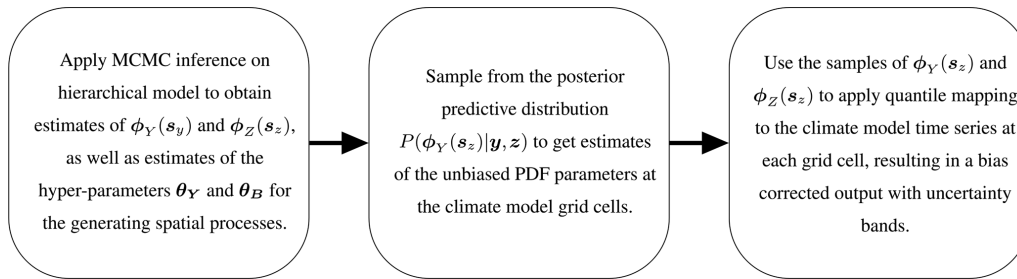 Apply MCMC inference on
hierarchical model to obtain
estimates of ϕ_Y(s_y) and ϕ_Z(s_z),
as well as estimates of the
hyper-parameters θ_Y and θ_B for
the generating spatial processes.
Sample from the posterior
predictive distribution
P(ϕ_Y(s_z)|y, z) to get estimates
of the unbiased PDF parameters at
the climate model grid cells.
Use the samples of ϕ_Y(s_z) and
ϕ_Z(s_z) to apply quantile mapping
to the climate model time series at
each grid cell, resulting in a bias
corrected output with uncertainty
bands.